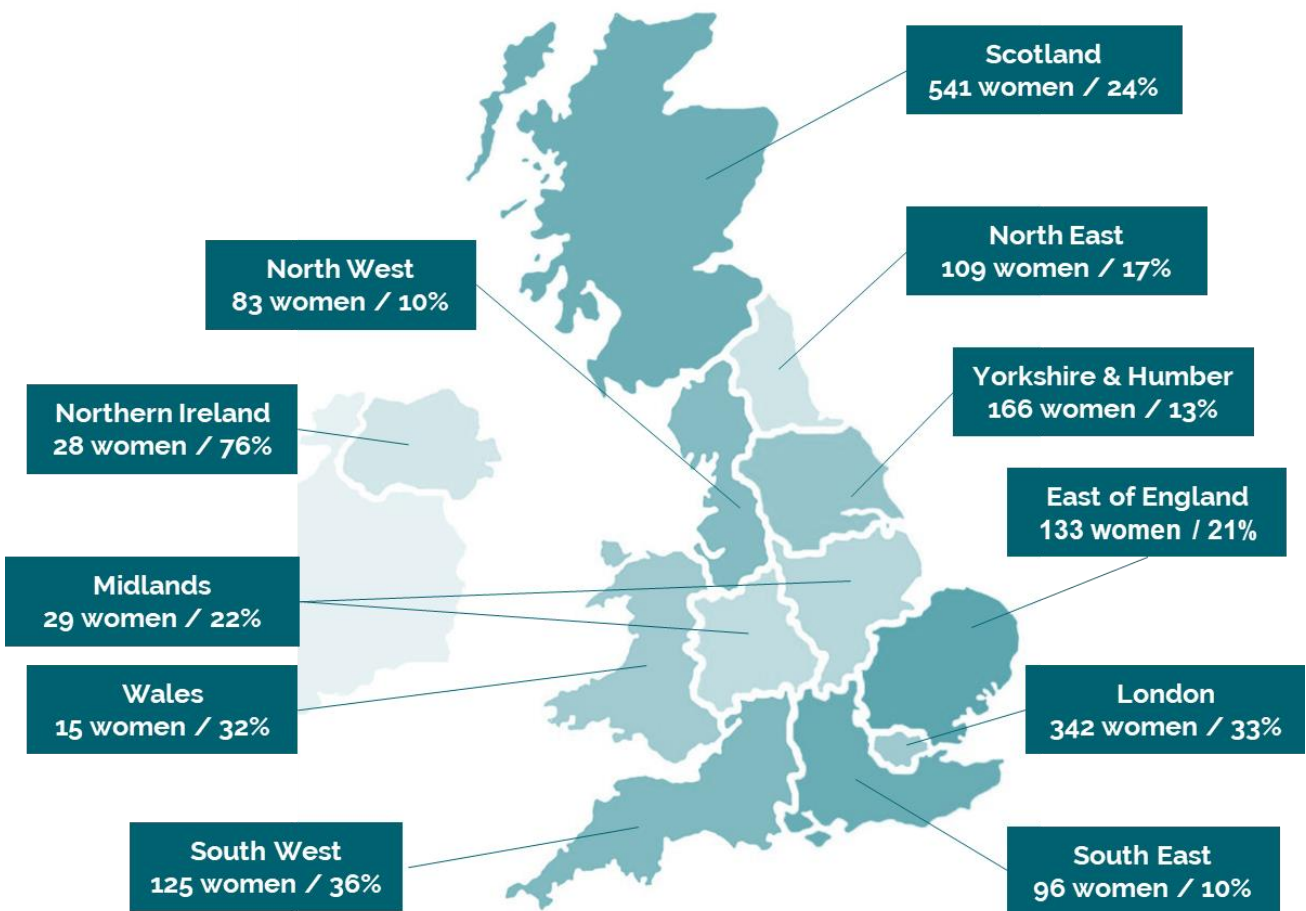 Scotland
541 women / 24%
North East
109 women / 17%
North West
83 women / 10%
Yorkshire & Humber
166 women / 13%
Northern Ireland
28 women / 76%
East of England
133 women / 21%
Midlands
29 women / 22%
Wales
15 women / 32%
London
342 women / 33%
South West
125 women / 36%
South East
96 women / 10%